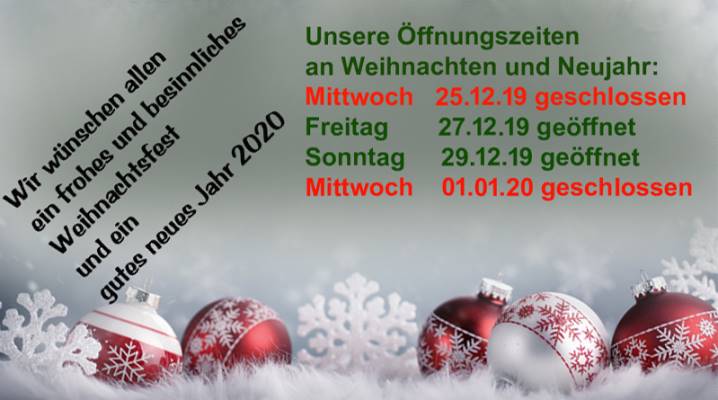 Wir wünschen allen
ein frohes und besinnliches
Weihnachtsfest
und ein
gutes neues Jahr 2020
Unsere Öffnungszeiten
an Weihnachten und Neujahr:
Mittwoch 25.12.19 geschlossen
Freitag 27.12.19 geöffnet
Sonntag 29.12.19 geöffnet
Mittwoch 01.01.20 geschlossen